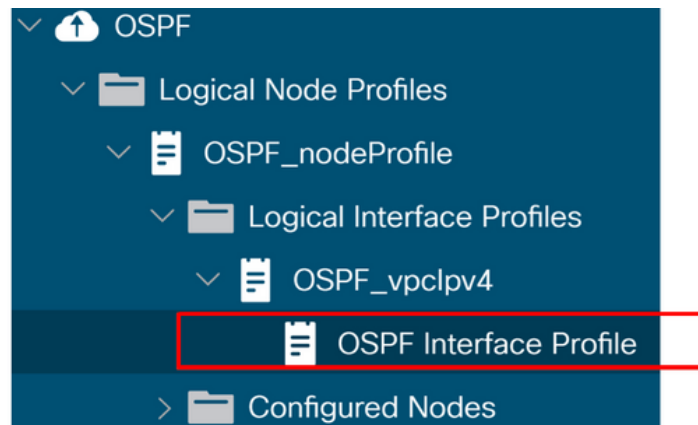 OSPF
Logical Node Profiles
OSPF_nodeProfile
Logical Interface Profiles
OSPF_vpcIpv4
OSPF Interface Profile
Configured Nodes